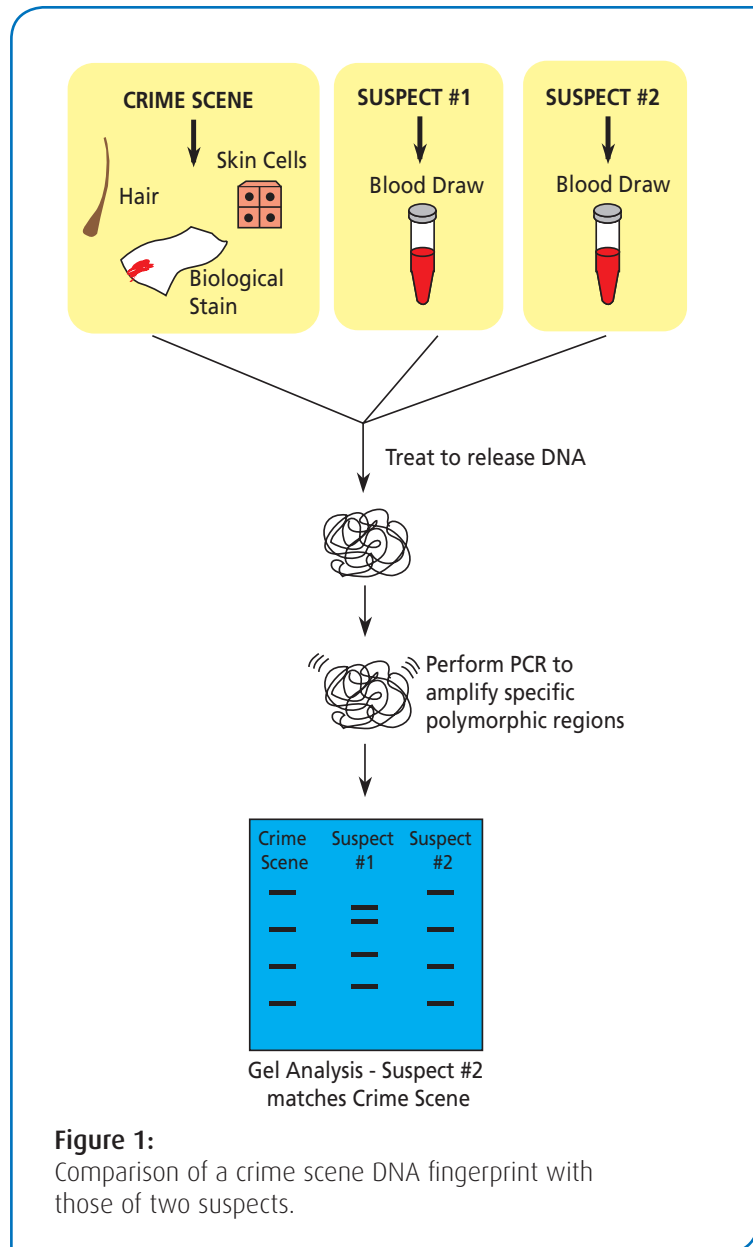 CRIME SCENE
Hair
Skin Cells
Biological
Stain
SUSPECT #1
Blood Draw
SUSPECT #2
Blood Draw
Treat to release DNA
Perform PCR to
amplify specific
polymorphic regions
Crime
Scene
Suspect
#1
Suspect
#2
Gel Analysis - Suspect #2
matches Crime Scene
Figure 1:
Comparison of a crime scene DNA fingerprint with
those of two suspects.